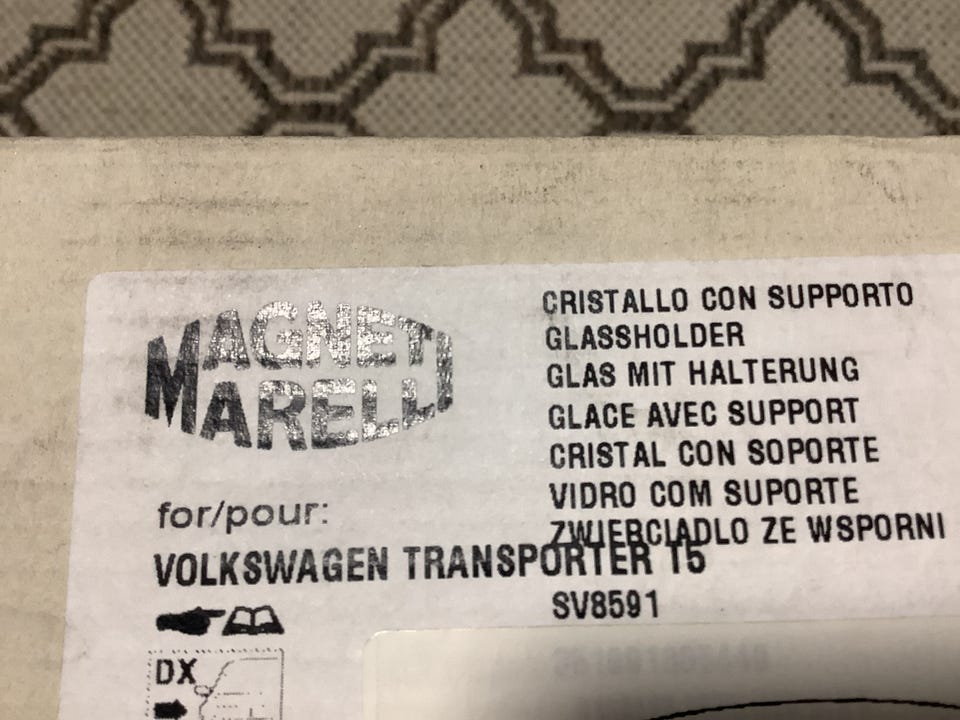 MAGNETI
MARELLI
CRISTALLO CON SUPPORTO
GLASSHOLDER
GLAS MIT HALTERUNG
GLACE AVEC SUPPORT
CRISTAL CON SOPORTE
VIDRO COM SUPORTE
ZWIERCIADLO ZE WSPORNI
for/pour:
VOLKSWAGEN TRANSPORTER T5
SV8591
DX